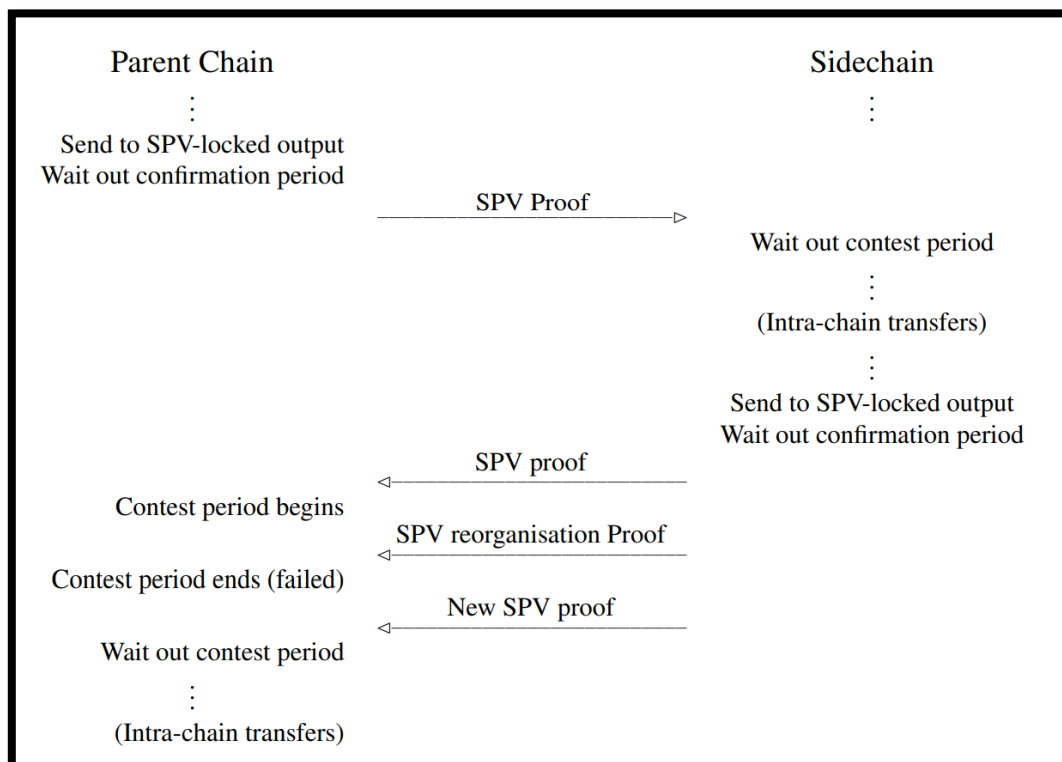 Parent Chain
Sidechain
Send to SPV-locked output
Wait out confirmation period
SPV Proof
Wait out contest period
(Intra-chain transfers)
Send to SPV-locked output
Wait out confirmation period
SPV proof
Contest period begins
SPV reorganisation Proof
Contest period ends (failed)
New SPV proof
Wait out contest period
(Intra-chain transfers)